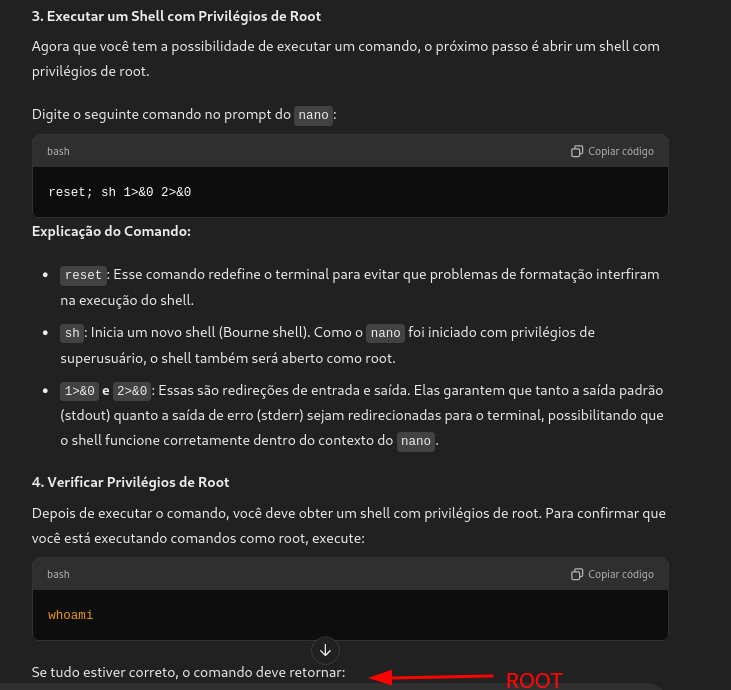 3. Executar um Shell com Privilégios de Root
Agora que você tem a possibilidade de executar um comando, o próximo passo é abrir um shell com
privilégios de root.
Digite o seguinte comando no prompt do nano:
bash
Copiar código
reset; sh 1>&0 2>&0
Explicação do Comando:
• reset: Esse comando redefine o terminal para evitar que problemas de formatação interfiram
na execução do shell.
• sh: Inicia um novo shell (Bourne shell). Como o nano foi iniciado com privilégios de
superusuário, o shell também será aberto como root.
• 1>&0 e 2>&0: Essas são redireções de entrada e saída. Elas garantem que tanto a saída padrão
(stdout) quanto a saída de erro (stderr) sejam redirecionadas para o terminal, possibilitando que
o shell funcione corretamente dentro do contexto do nano.
4. Verificar Privilégios de Root
Depois de executar o comando, você deve obter um shell com privilégios de root. Para confirmar que
você está executando comandos como root, execute:
bash
Copiar código
whoami
Se tudo estiver correto, o comando deve retornar:
ROOT